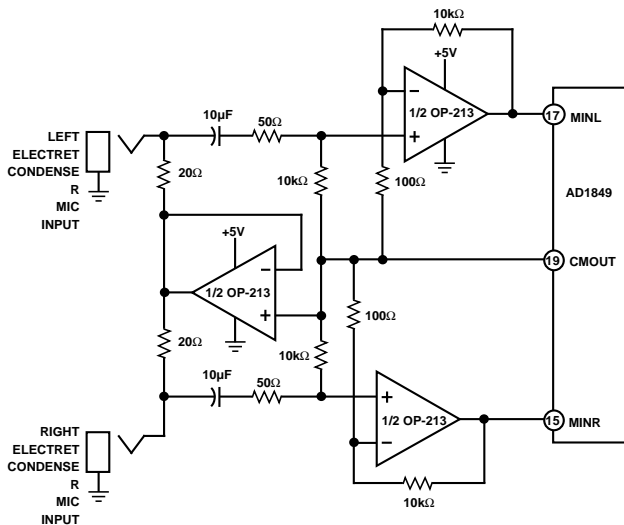 10kΩ
+5V
10µF
50Ω
1/2 OP-213
17
MINL
LEFT
ELECTRET
CONDENSE
R
MIC
INPUT
20Ω
10kΩ
100Ω
AD1849
+5V
19
CMOUT
1/2 OP-213
100Ω
20Ω
10kΩ
10µF
50Ω
1/2 OP-213
15
MINR
RIGHT
ELECTRET
CONDENSE
R
MIC
INPUT
10kΩ